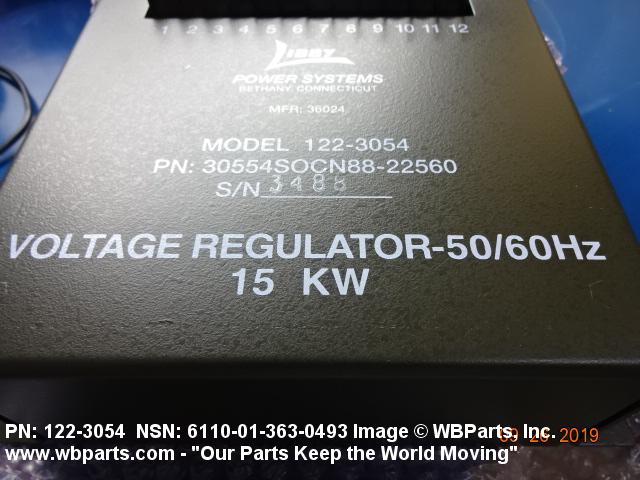 1 2 3 4 5 6 7 8 9 10 11 12
LIBBY
POWER SYSTEMS
BETHANY, CONNECTICUT
MFR: 36024
MODEL 122-3054
PN: 30554SOCN88-22560
S/N 3488
VOLTAGE REGULATOR-50/60Hz
15 KW
PN: 122-3054 NSN: 6110-01-363-0493 Image © WBParts, Inc.
2019
www.wbparts.com - "Our Parts Keep the World Moving"